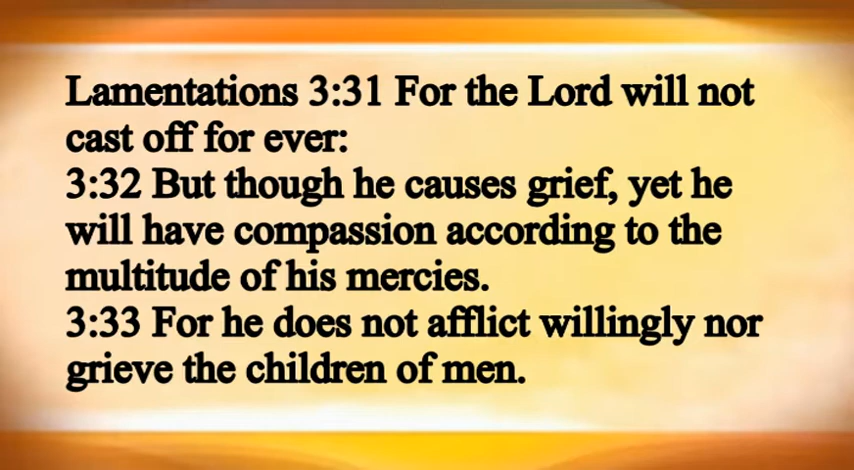 Lamentations 3:31 For the Lord will not
cast off for ever:
3:32 But though he causes grief, yet he
will have compassion according to the
multitude of his mercies.
3:33 For he does not afflict willingly nor
grieve the children of men.